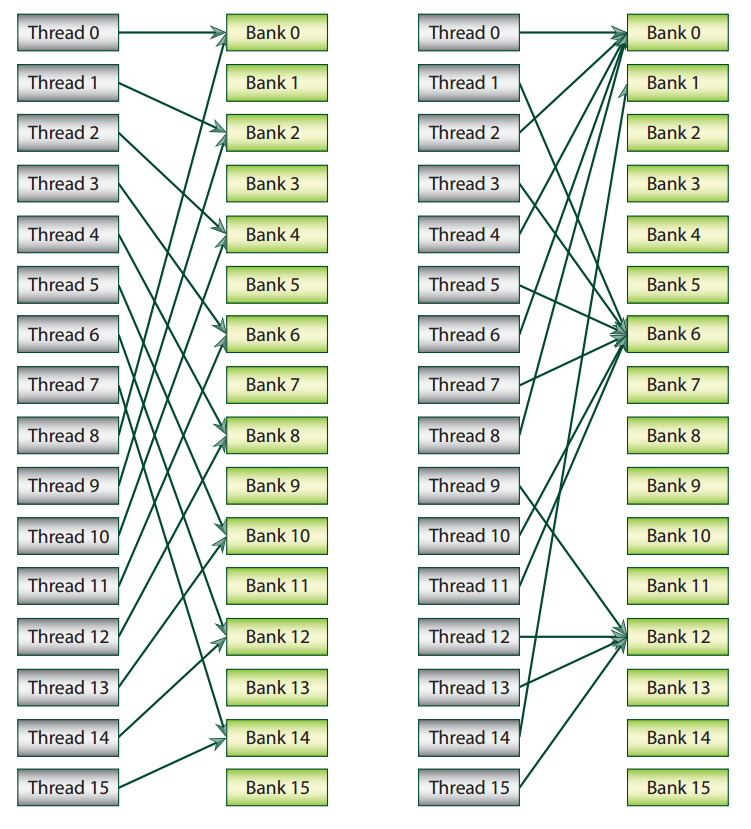 Thread 0 Bank 0 Thread 0 Bank 0
Thread 1 Bank 1 Thread 1 Bank 1
Thread 2 Bank 2 Thread 2 Bank 2
Thread 3 Bank 3 Thread 3 Bank 3
Thread 4 Bank 4 Thread 4 Bank 4
Thread 5 Bank 5 Thread 5 Bank 5
Thread 6 Bank 6 Thread 6 Bank 6
Thread 7 Bank 7 Thread 7 Bank 7
Thread 8 Bank 8 Thread 8 Bank 8
Thread 9 Bank 9 Thread 9 Bank 9
Thread 10 Bank 10 Thread 10 Bank 10
Thread 11 Bank 11 Thread 11 Bank 11
Thread 12 Bank 12 Thread 12 Bank 12
Thread 13 Bank 13 Thread 13 Bank 13
Thread 14 Bank 14 Thread 14 Bank 14
Thread 15 Bank 15 Thread 15 Bank 15